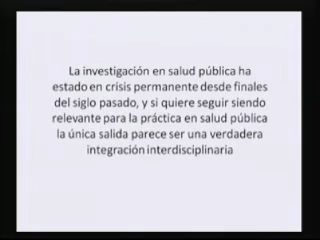 La investigación en salud pública ha
estado en crisis permanente desde finales
del siglo pasado, y si quiere seguir siendo
relevante para la práctica en salud pública
la única salida parece ser una verdadera
integración interdisciplinaria